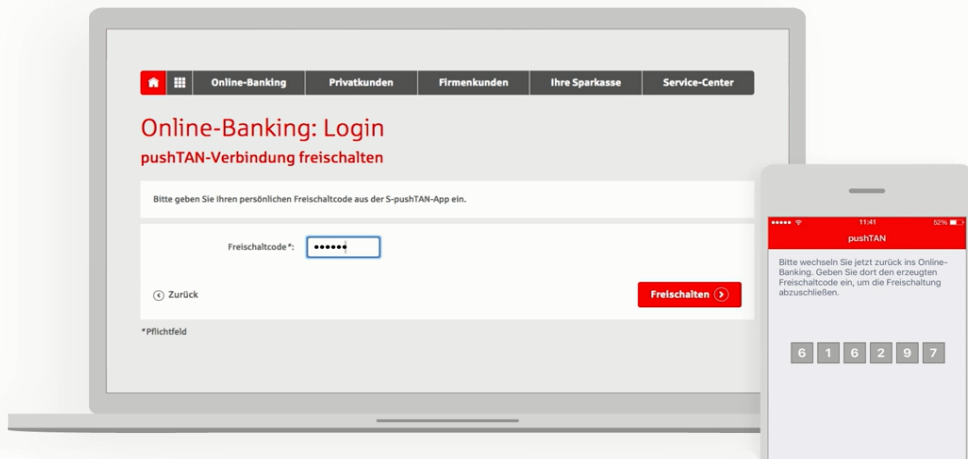 Online-Banking Privatkunden Firmenkunden Ihre Sparkasse Service-Center
Online-Banking: Login
pushTAN-Verbindung freischalten
Bitte geben Sie Ihren persönlichen Freischaltcode aus der S-pushTAN-App ein.
Freischaltcode*:
Zurück
Freischalten
*Pflichtfeld
11:41 52%
pushTAN
Bitte wechseln Sie jetzt zurück ins Online-
Banking. Geben Sie dort den erzeugten
Freischaltcode ein, um die Freischaltung
abzuschließen.
6 1 6 2 9 7